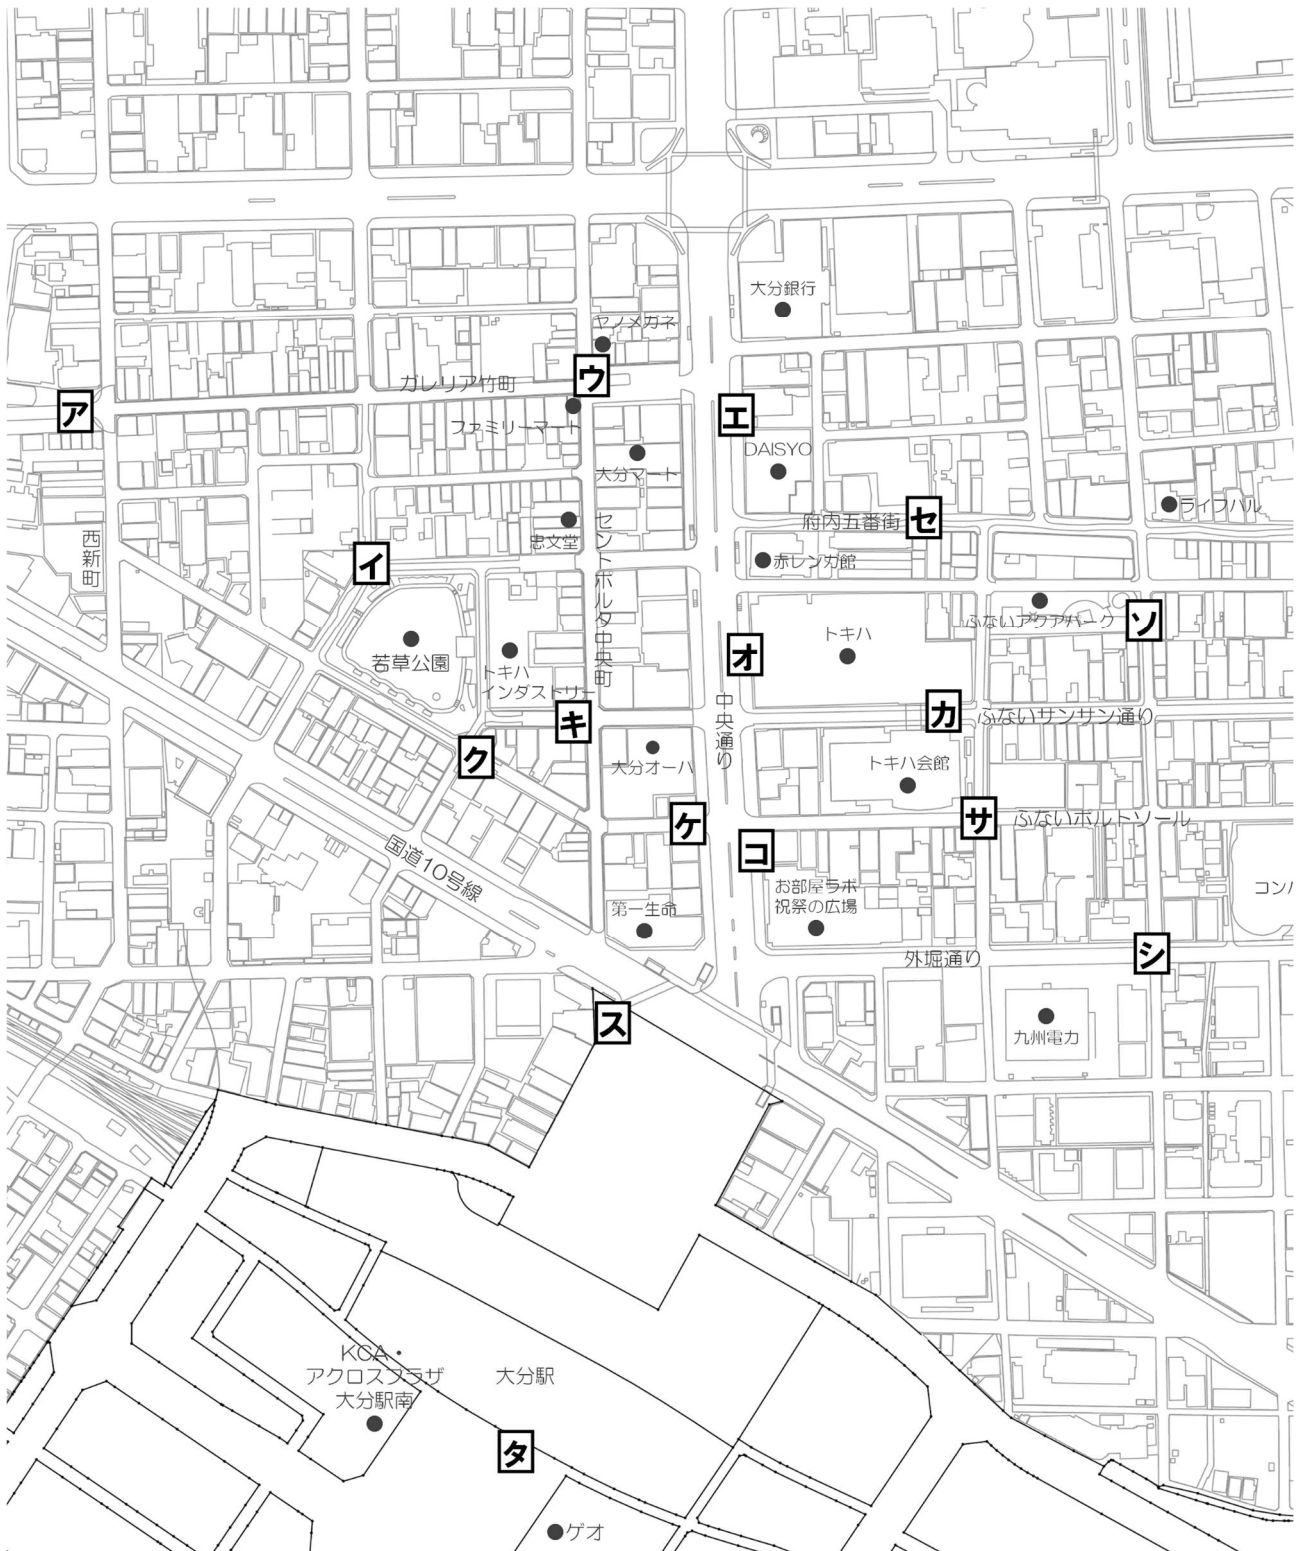 大分銀行
ヤノメガネ
ウ
ガレリア竹町
ア
エ
ファミリーマート
DAISYO
大分マート
セ
府内五番街
ライフハル
忠文堂
セントポルタ中央町
西新町
イ
赤レンガ館
ふないアクアパーク
ソ
トキハ
オ
若草公園
トキハ
インダストリー
中央通り
カ
ふないサンサン通り
キ
ク
大分オーパ
トキハ会館
ケ
サ
ふないボルトソール
コ
国道10号線
お部屋ラボ
祝祭の広場
コンパ
第一生命
外堀通り
シ
ス
九州電力
KCA・
アクロスプラザ
大分駅南
大分駅
タ
ゲオ